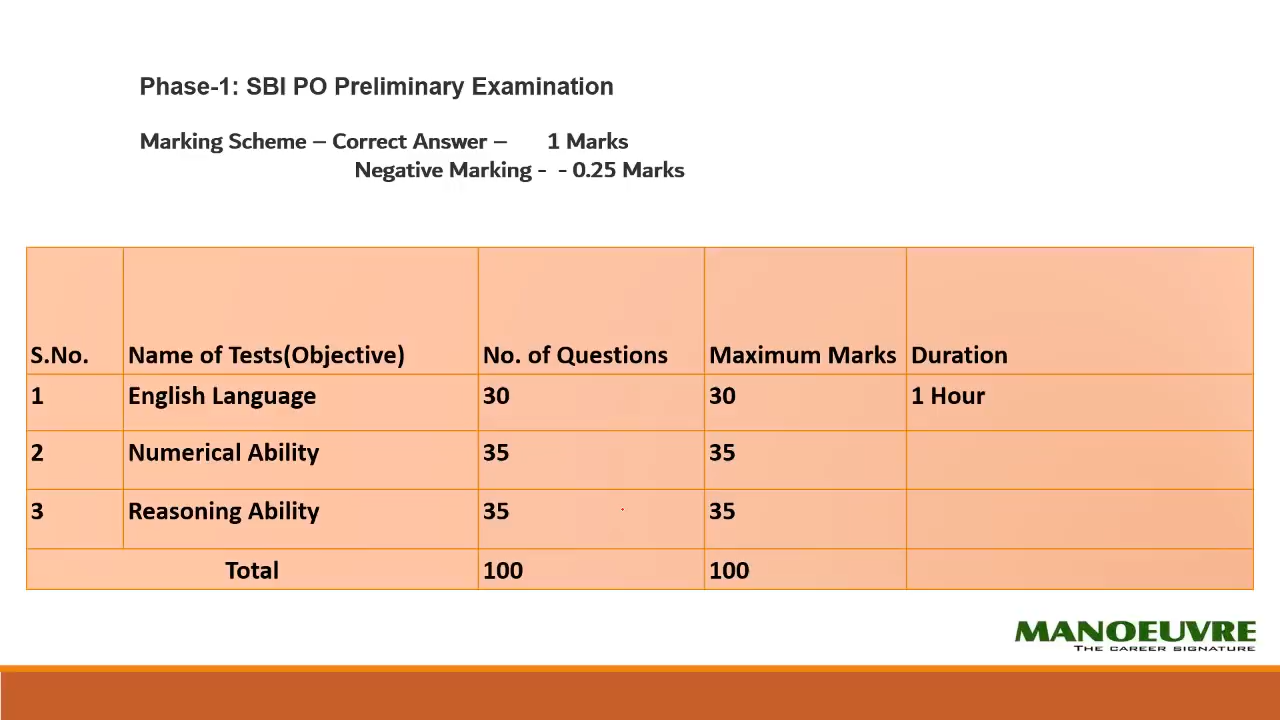 Phase-1: SBI PO Preliminary Examination
Marking Scheme – Correct Answer – 1 Marks
Negative Marking - - 0.25 Marks
S.No. Name of Tests(Objective) No. of Questions Maximum Marks Duration
1 English Language 30 30 1 Hour
2 Numerical Ability 35 35
3 Reasoning Ability 35 35
Total 100 100
MANOEUVRE
THE CAREER SIGNATURE